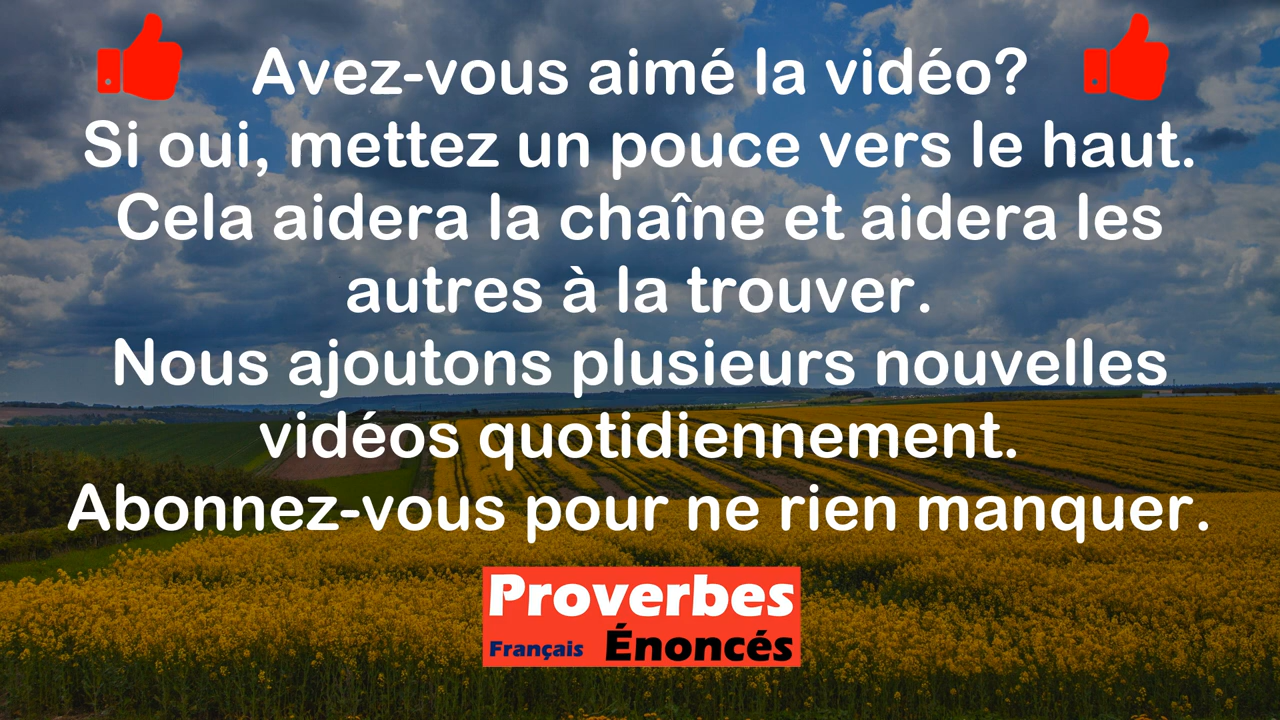 Avez-vous aimé la vidéo?
Si oui, mettez un pouce vers le haut.
Cela aidera la chaîne et aidera les
autres à la trouver.
Nous ajoutons plusieurs nouvelles
vidéos quotidiennement.
Abonnez-vous pour ne rien manquer.
Proverbes
Français Énoncés